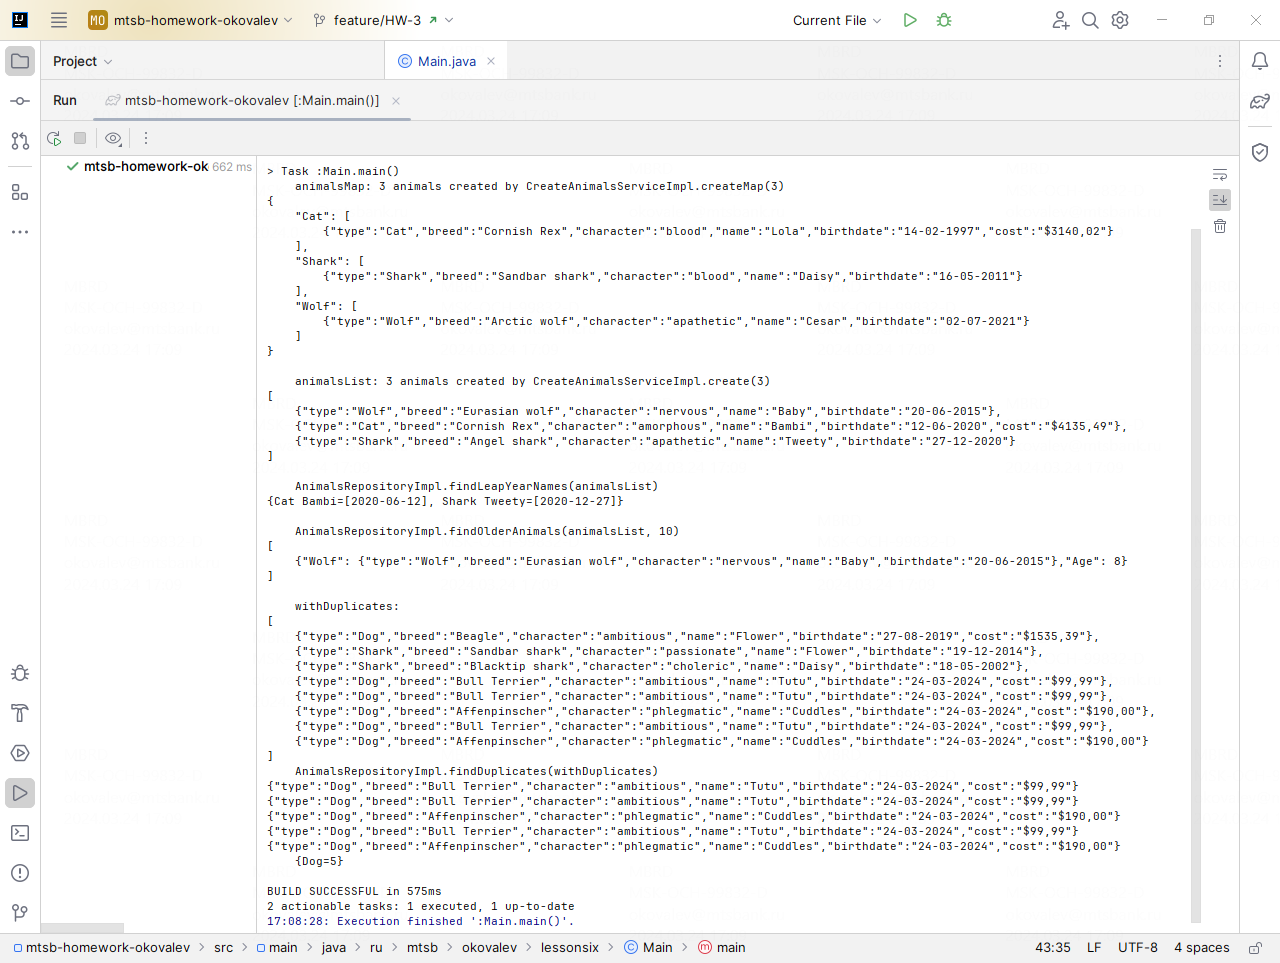 MO mtsb-homework-okovalev feature/HW-3 Current File
Project Main.java
Run mtsb-homework-okovalev [:Main.main()]
mtsb-homework-ok 662 ms
> Task :Main.main()
    animalsMap: 3 animals created by CreateAnimalsServiceImpl.createMap(3)
{
    "Cat": [
        {"type":"Cat","breed":"Cornish Rex","character":"blood","name":"Lola","birthdate":"14-02-1997","cost":"$3140,02"}
    ],
    "Shark": [
        {"type":"Shark","breed":"Sandbar shark","character":"blood","name":"Daisy","birthdate":"16-05-2011"}
    ],
    "Wolf": [
        {"type":"Wolf","breed":"Arctic wolf","character":"apathetic","name":"Cesar","birthdate":"02-07-2021"}
    ]
}
    animalsList: 3 animals created by CreateAnimalsServiceImpl.create(3)
[
    {"type":"Wolf","breed":"Eurasian wolf","character":"nervous","name":"Baby","birthdate":"20-06-2015"},
    {"type":"Cat","breed":"Cornish Rex","character":"amorphous","name":"Bambi","birthdate":"12-06-2020","cost":"$4135,49"},
    {"type":"Shark","breed":"Angel shark","character":"apathetic","name":"Tweety","birthdate":"27-12-2020"}
]
    AnimalsRepositoryImpl.findLeapYearNames(animalsList)
{Cat Bambi=[2020-06-12], Shark Tweety=[2020-12-27]}
    AnimalsRepositoryImpl.findOlderAnimals(animalsList, 10)
[
    {"Wolf": {"type":"Wolf","breed":"Eurasian wolf","character":"nervous","name":"Baby","birthdate":"20-06-2015"},"Age": 8}
]
    withDuplicates:
[
    {"type":"Dog","breed":"Beagle","character":"ambitious","name":"Flower","birthdate":"27-08-2019","cost":"$1535,39"},
    {"type":"Shark","breed":"Sandbar shark","character":"passionate","name":"Flower","birthdate":"19-12-2014"},
    {"type":"Shark","breed":"Blacktip shark","character":"choleric","name":"Daisy","birthdate":"18-05-2002"},
    {"type":"Dog","breed":"Bull Terrier","character":"ambitious","name":"Tutu","birthdate":"24-03-2024","cost":"$99,99"},
    {"type":"Dog","breed":"Bull Terrier","character":"ambitious","name":"Tutu","birthdate":"24-03-2024","cost":"$99,99"},
    {"type":"Dog","breed":"Affenpinscher","character":"phlegmatic","name":"Cuddles","birthdate":"24-03-2024","cost":"$190,00"},
    {"type":"Dog","breed":"Bull Terrier","character":"ambitious","name":"Tutu","birthdate":"24-03-2024","cost":"$99,99"},
    {"type":"Dog","breed":"Affenpinscher","character":"phlegmatic","name":"Cuddles","birthdate":"24-03-2024","cost":"$190,00"}
]
    AnimalsRepositoryImpl.findDuplicates(withDuplicates)
{"type":"Dog","breed":"Bull Terrier","character":"ambitious","name":"Tutu","birthdate":"24-03-2024","cost":"$99,99"}
{"type":"Dog","breed":"Bull Terrier","character":"ambitious","name":"Tutu","birthdate":"24-03-2024","cost":"$99,99"}
{"type":"Dog","breed":"Affenpinscher","character":"phlegmatic","name":"Cuddles","birthdate":"24-03-2024","cost":"$190,00"}
{"type":"Dog","breed":"Bull Terrier","character":"ambitious","name":"Tutu","birthdate":"24-03-2024","cost":"$99,99"}
{"type":"Dog","breed":"Affenpinscher","character":"phlegmatic","name":"Cuddles","birthdate":"24-03-2024","cost":"$190,00"}
    {Dog=5}
BUILD SUCCESSFUL in 575ms
2 actionable tasks: 1 executed, 1 up-to-date
17:08:28: Execution finished ':Main.main()'.
mtsb-homework-okovalev > src > main > java > ru > mtsb > okovalev > lessonsix > Main > main 43:35 LF UTF-8 4 spaces